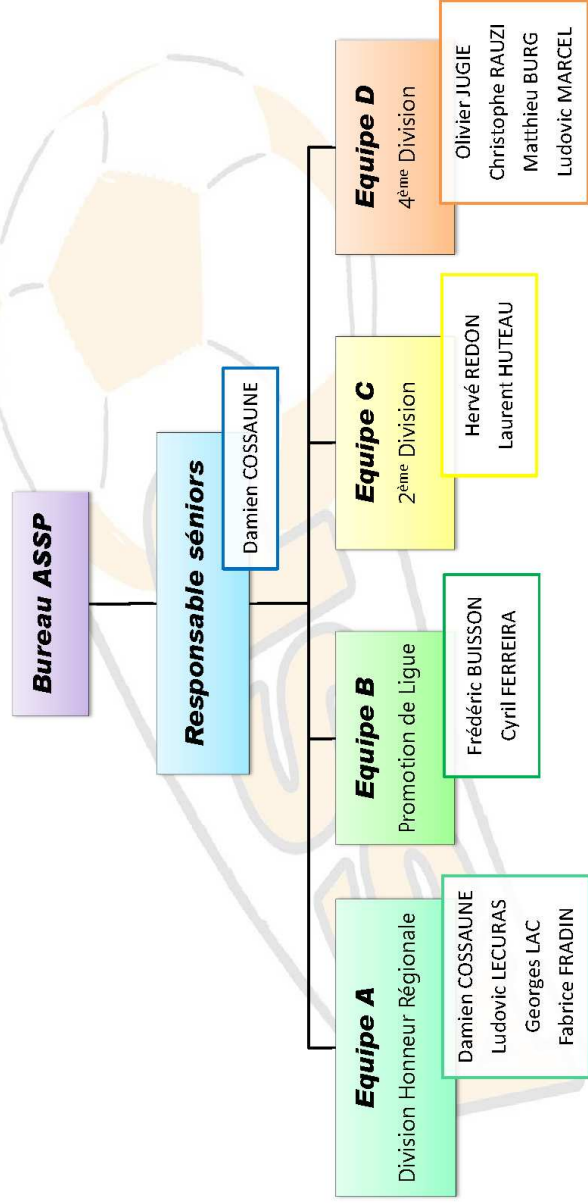 Bureau ASSP
Responsable séniors
Damien COSSAUNE
Equipe A
Division Honneur Régionale
Damien COSSAUNE
Ludovic LECURAS
Georges LAC
Fabrice FRADIN
Equipe B
Promotion de Ligue
Frédéric BUISSON
Cyril FERREIRA
Equipe C
2ème Division
Hervé REDON
Laurent HUTEAU
Equipe D
4ème Division
Olivier JUGIE
Christophe RAUZI
Matthieu BURG
Ludovic MARCEL